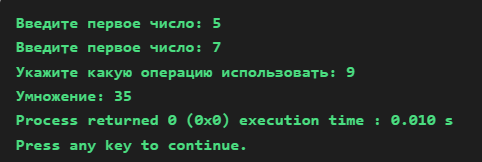 Введите первое число: 5
Введите первое число: 7
Укажите какую операцию использовать: 9
Умножение: 35
Process returned 0 (0x0) execution time : 0.010 s
Press any key to continue.